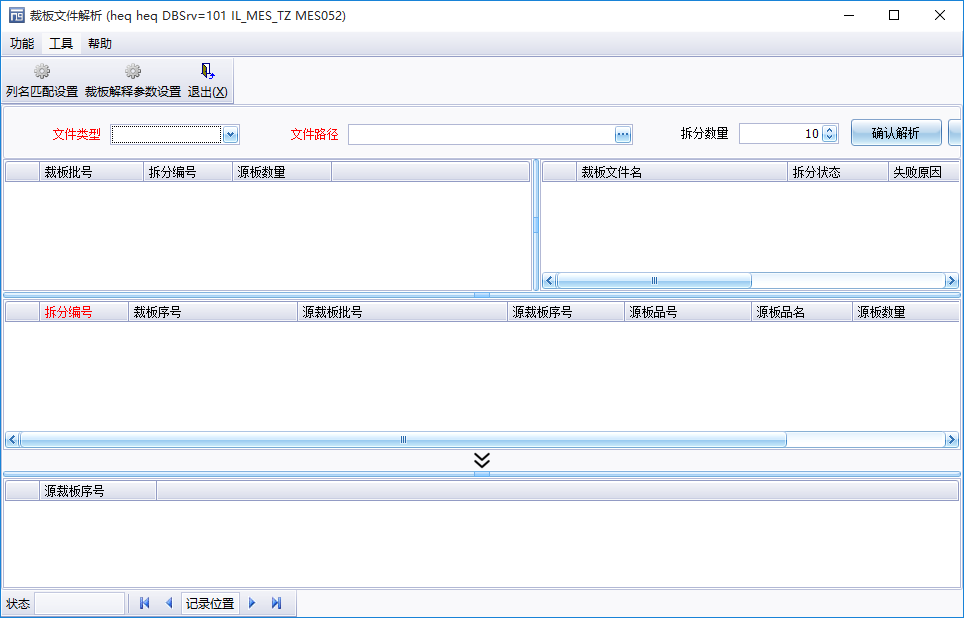 裁板文件解析 (heq heq DBSrv=101 IL_MES_TZ MES052)
功能 工具 帮助
列名匹配设置 裁板解释参数设置 退出(X)
文件类型 文件路径 拆分数量 10 确认解析
裁板批号 拆分编号 源板数量 裁板文件名 拆分状态 失败原因
拆分编号 裁板序号 源裁板批号 源裁板序号 源板品号 源板品名 源板数量
源裁板序号
状态 记录位置